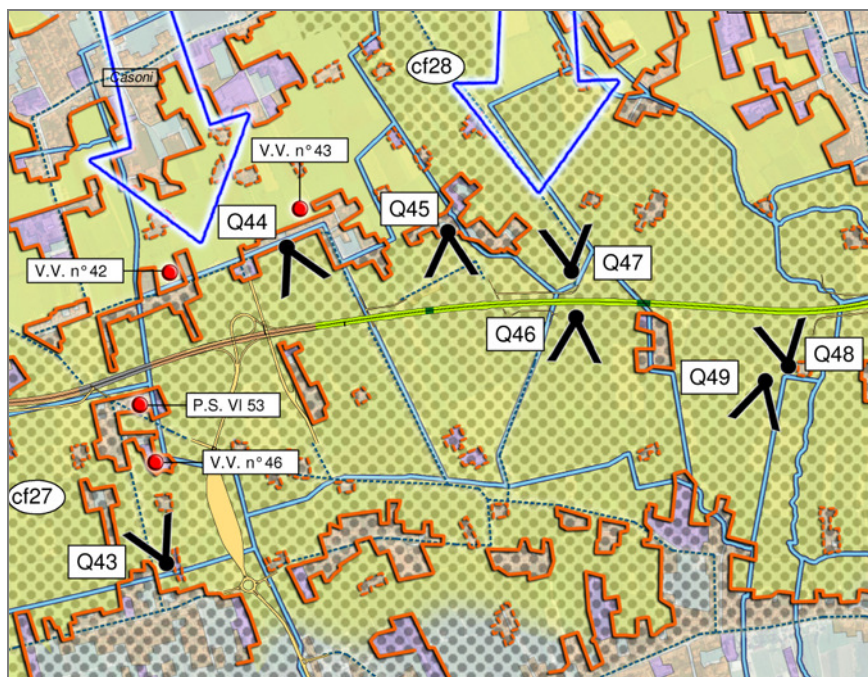 cf28
Casoni
V.V. n° 43
Q44
Q45
V.V. n° 42
Q47
Q46
Q48
Q49
P.S. VI 53
V.V. n° 46
cf27
Q43